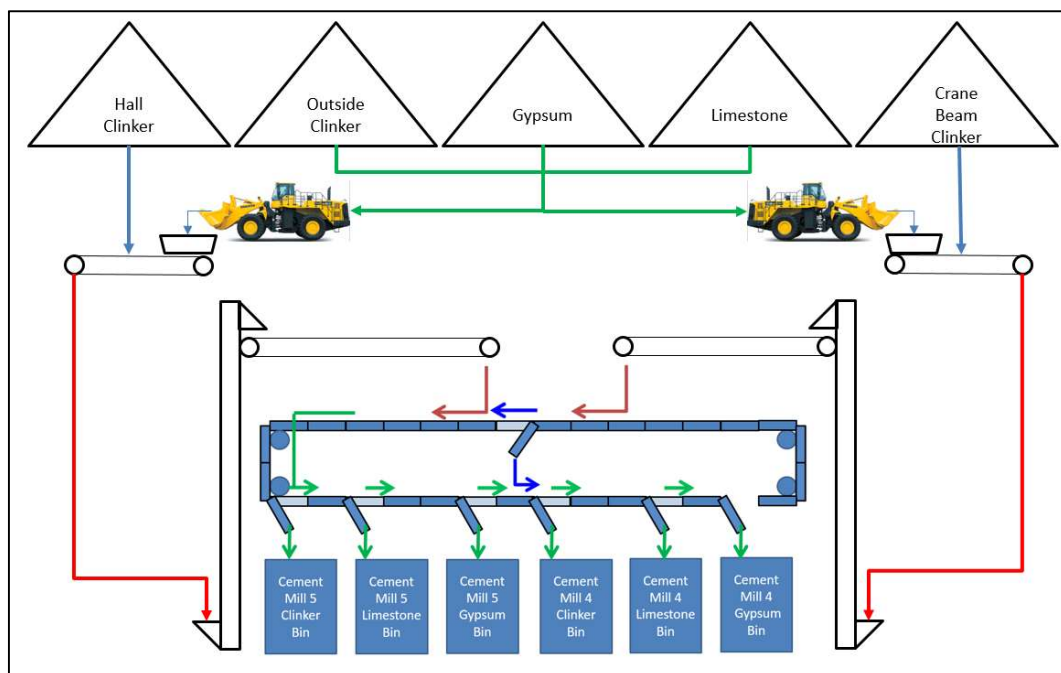 Hall
Clinker
Outside
Clinker
Gypsum
Limestone
Crane
Beam
Clinker
Cement
Mill 5
Clinker
Bin
Cement
Mill 5
Limestone
Bin
Cement
Mill 5
Gypsum
Bin
Cement
Mill 4
Clinker
Bin
Cement
Mill 4
Limestone
Bin
Cement
Mill 4
Gypsum
Bin